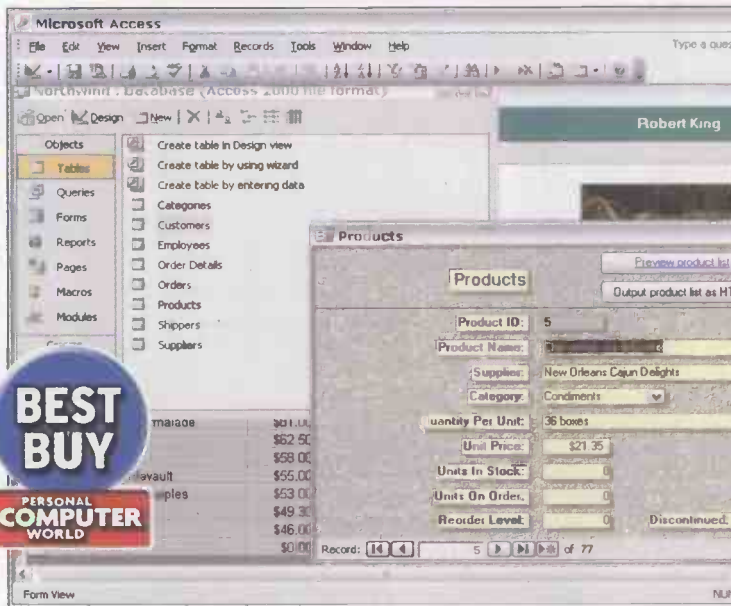 Microsoft Access
File Edit View Insert Format Records Tools Window Help
Type a ques
Northwind : Database (Access 2000 file format)
Open Design New
Objects
Tables
Queries
Forms
Reports
Pages
Macros
Modules
Create table in Design view
Create table by using wizard
Create table by entering data
Categories
Customers
Employees
Order Details
Orders
Products
Shippers
Suppliers
Robert King
Products
Preview product list
Output product list as HT
Products
Product ID: 5
Product Name:
Supplier: New Orleans Cajun Delights
Category: Condiments
uantity Per Unit: 36 boxes
Unit Price: $21.35
Units In Stock: 0
Units On Order: 0
Reorder Level: 0 Discontinued:
Record: 5 of 77
malade $81.00
$62.50
$58.00
avault $55.00
ples $53.00
$49.30
$46.00
$0.00
BEST
BUY
PERSONAL
COMPUTER
WORLD
Form View
NU